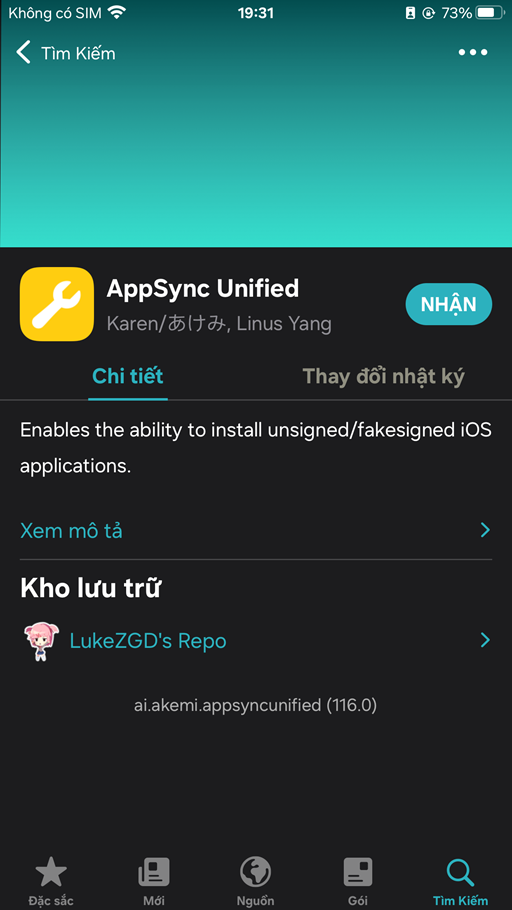 Không có SIM 19:31 73%
Tìm Kiếm
AppSync Unified
Karen/あけみ, Linus Yang
NHẬN
Chi tiết Thay đổi nhật ký
Enables the ability to install unsigned/fakesigned iOS
applications.
Xem mô tả
Kho lưu trữ
LukeZGD's Repo
ai.akemi.appsyncunified (116.0)
Đặc sắc Mới Nguồn Gói Tìm Kiếm